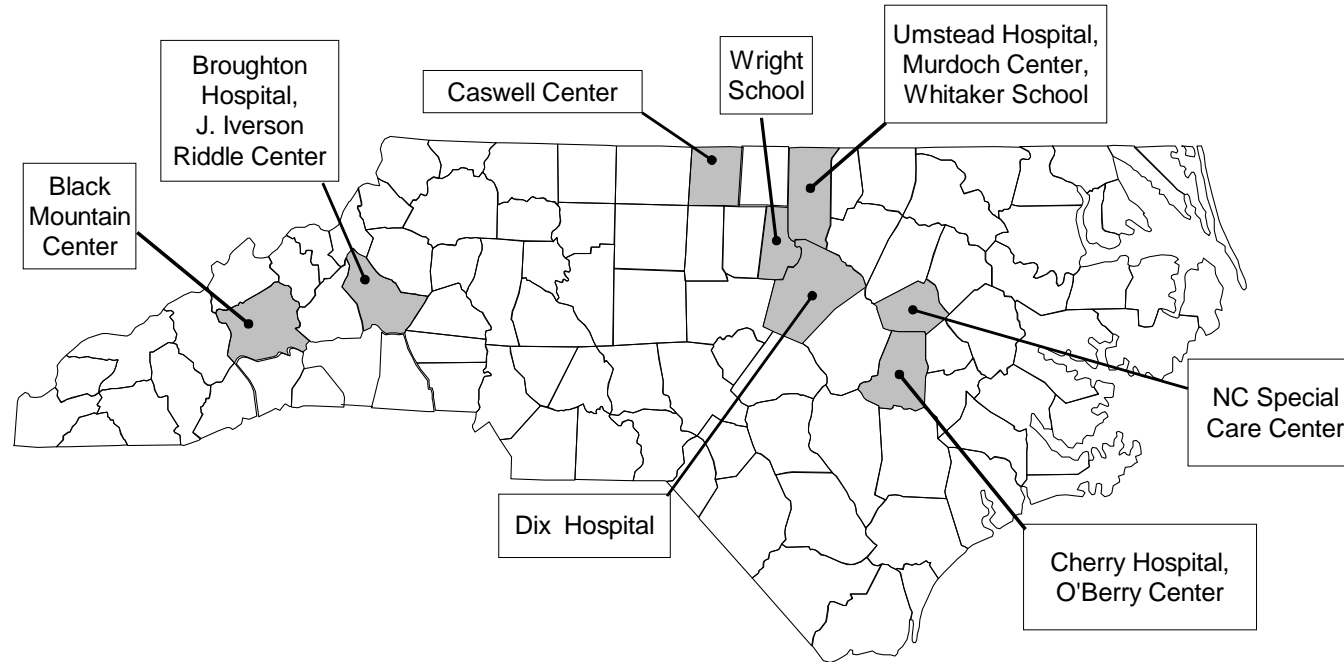 Umstead Hospital,
Murdoch Center,
Whitaker School
Wright
School
Broughton
Hospital,
J. Iverson
Riddle Center
Caswell Center
Black
Mountain
Center
NC Special
Care Center
Dix Hospital
Cherry Hospital,
O'Berry Center